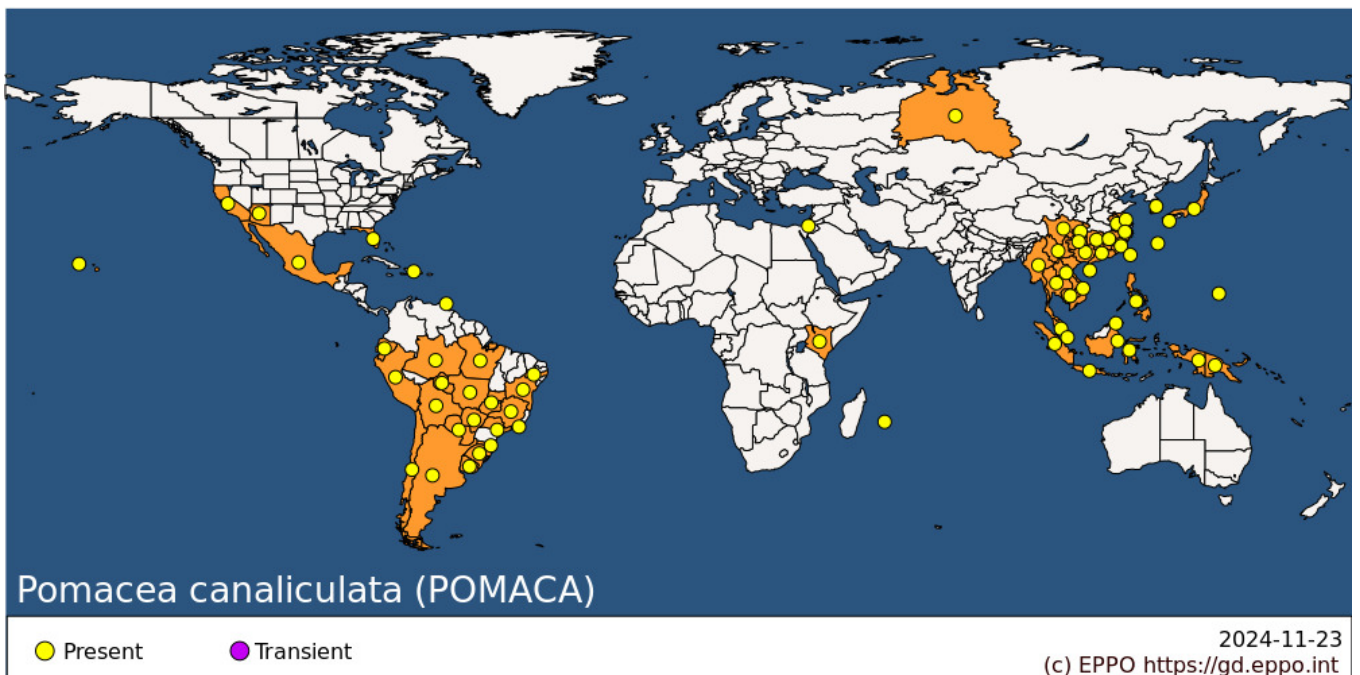 Pomacea canaliculata (POMACA)
Present
Transient
2024-11-23
(c) EPPO https://gd.eppo.int